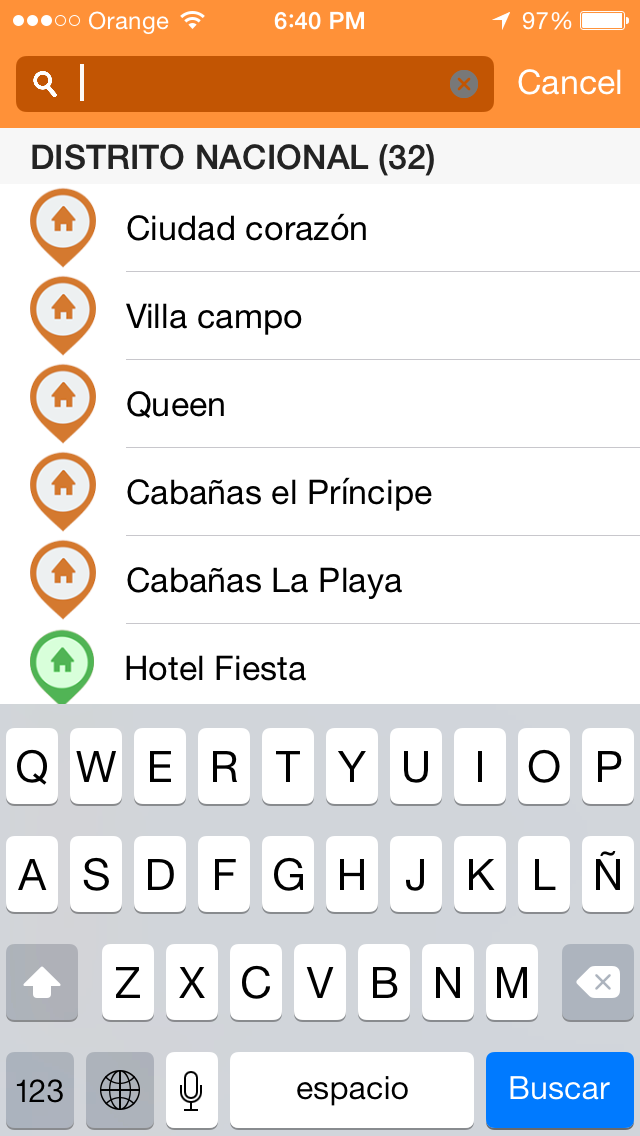 Orange 6:40 PM 97%
Cancel
DISTRITO NACIONAL (32)
Ciudad corazón
Villa campo
Queen
Cabañas el Príncipe
Cabañas La Playa
Hotel Fiesta
Q W E R T Y U I O P
A S D F G H J K L Ñ
Z X C V B N M
123 espacio Buscar